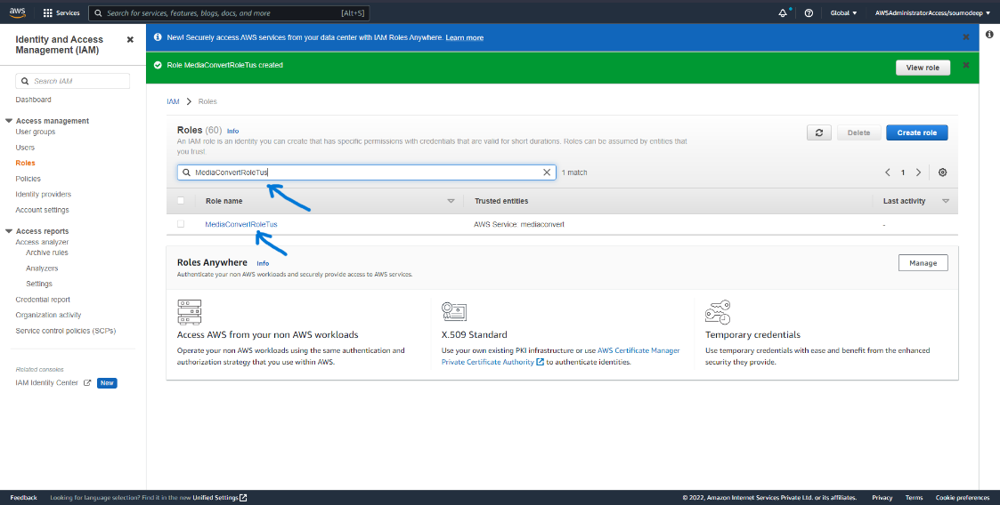 aws
Services
Search for services, features, blogs, docs, and more
[Alt+S]
Global
AWSAdministratorAccess/soumodeep
Identity and Access
Management (IAM)
Search IAM
Dashboard
Access management
User groups
Users
Roles
Policies
Identity providers
Account settings
Access reports
Access analyzer
Archive rules
Analyzers
Settings
Credential report
Organization activity
Service control policies (SCPs)
Related consoles
IAM Identity Center
New
New! Securely access AWS services from your data center with IAM Roles Anywhere. Learn more
Role MediaConvertRoleTus created
View role
IAM > Roles
Roles (60) Info
An IAM role is an identity you can create that has specific permissions with credentials that are valid for short durations. Roles can be assumed by entities that
you trust.
Delete
Create role
MediaConvertRoleTus
1 match
1
Role name
Trusted entities
Last activity
MediaConvertRoleTus
AWS Service: mediaconvert
-
Roles Anywhere Info
Authenticate your non AWS workloads and securely provide access to AWS services.
Manage
Access AWS from your non AWS workloads
Operate your non AWS workloads using the same authentication and
authorization strategy that you use within AWS.
X.509 Standard
Use your own existing PKI infrastructure or use AWS Certificate Manager
Private Certificate Authority to authenticate identities.
Temporary credentials
Use temporary credentials with ease and benefit from the enhanced
security they provide.
Feedback
Looking for language selection? Find it in the new Unified Settings
© 2022, Amazon Internet Services Private Ltd. or its affiliates.
Privacy
Terms
Cookie preferences